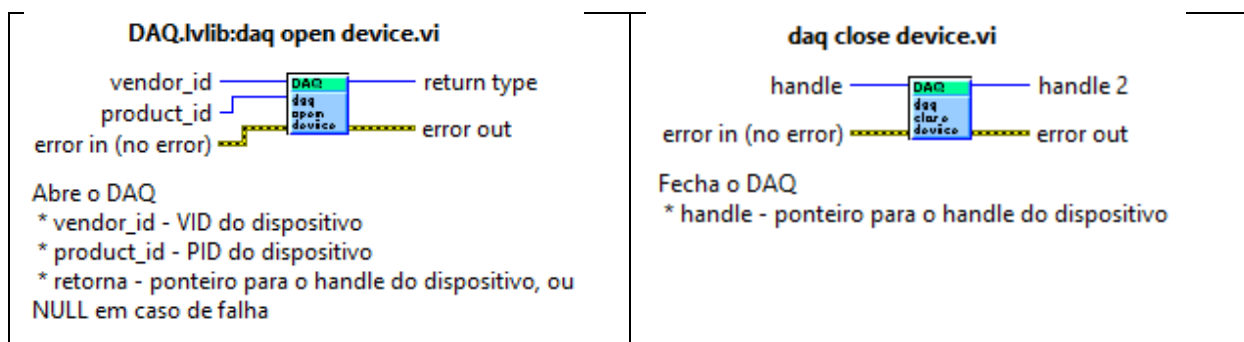 DAQ.lvlib:daq open device.vi
vendor_id
product_id
error in (no error)
DAQ
daq
open
device
return type
error out
Abre o DAQ
* vendor_id - VID do dispositivo
* product_id - PID do dispositivo
* retorna - ponteiro para o handle do dispositivo, ou
NULL em caso de falha
daq close device.vi
handle
error in (no error)
DAQ
daq
close
device
handle 2
error out
Fecha o DAQ
* handle - ponteiro para o handle do dispositivo